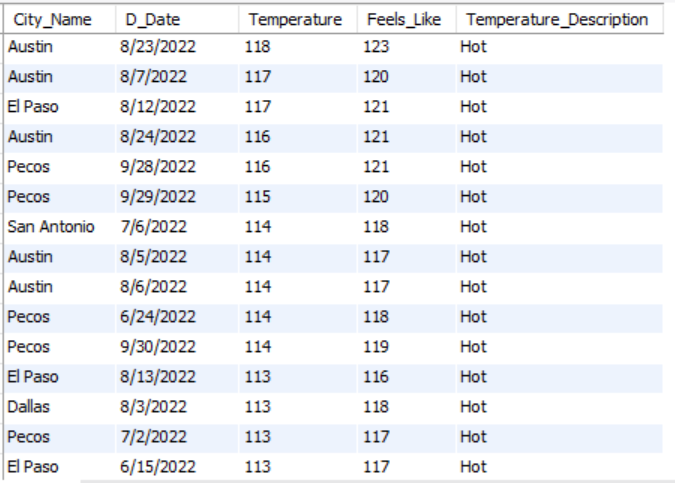 City_Name D_Date Temperature Feels_Like Temperature_Description
Austin 8/23/2022 118 123 Hot
Austin 8/7/2022 117 120 Hot
El Paso 8/12/2022 117 121 Hot
Austin 8/24/2022 116 121 Hot
Pecos 9/28/2022 116 121 Hot
Pecos 9/29/2022 115 120 Hot
San Antonio 7/6/2022 114 118 Hot
Austin 8/5/2022 114 117 Hot
Austin 8/6/2022 114 117 Hot
Pecos 6/24/2022 114 118 Hot
Pecos 9/30/2022 114 119 Hot
El Paso 8/13/2022 113 116 Hot
Dallas 8/3/2022 113 118 Hot
Pecos 7/2/2022 113 117 Hot
El Paso 6/15/2022 113 117 Hot